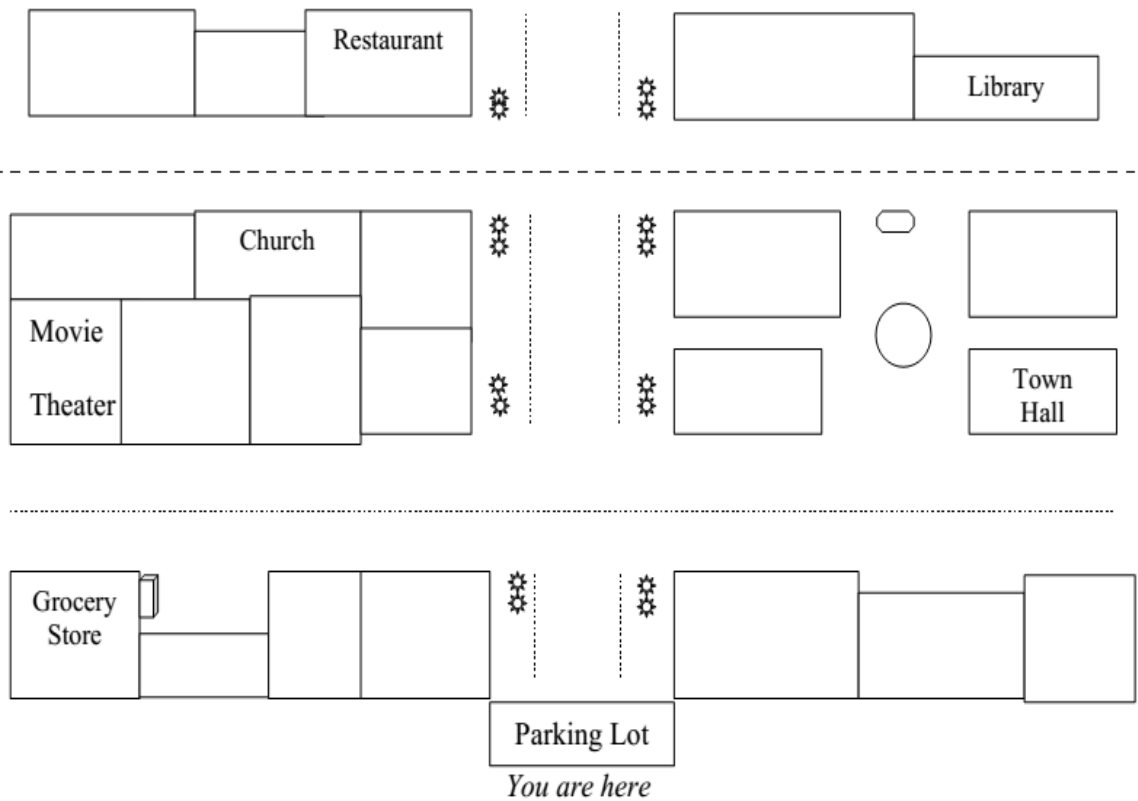 Restaurant
Library
Church
Movie
Theater
Town
Hall
Grocery
Store
Parking Lot
You are here